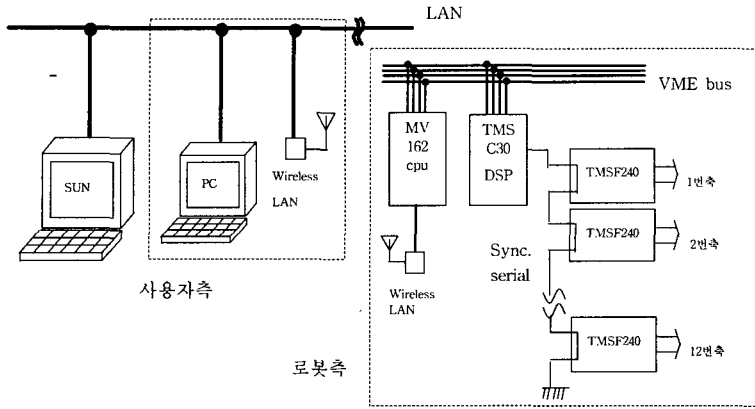 LAN
VME bus
SUN
PC
Wireless
LAN
MV
162
cpu
TMS
C30
DSP
TMSF240
1번축
TMSF240
2번축
Sync.
serial
Wireless
LAN
사용자측
TMSF240
12번축
로봇측